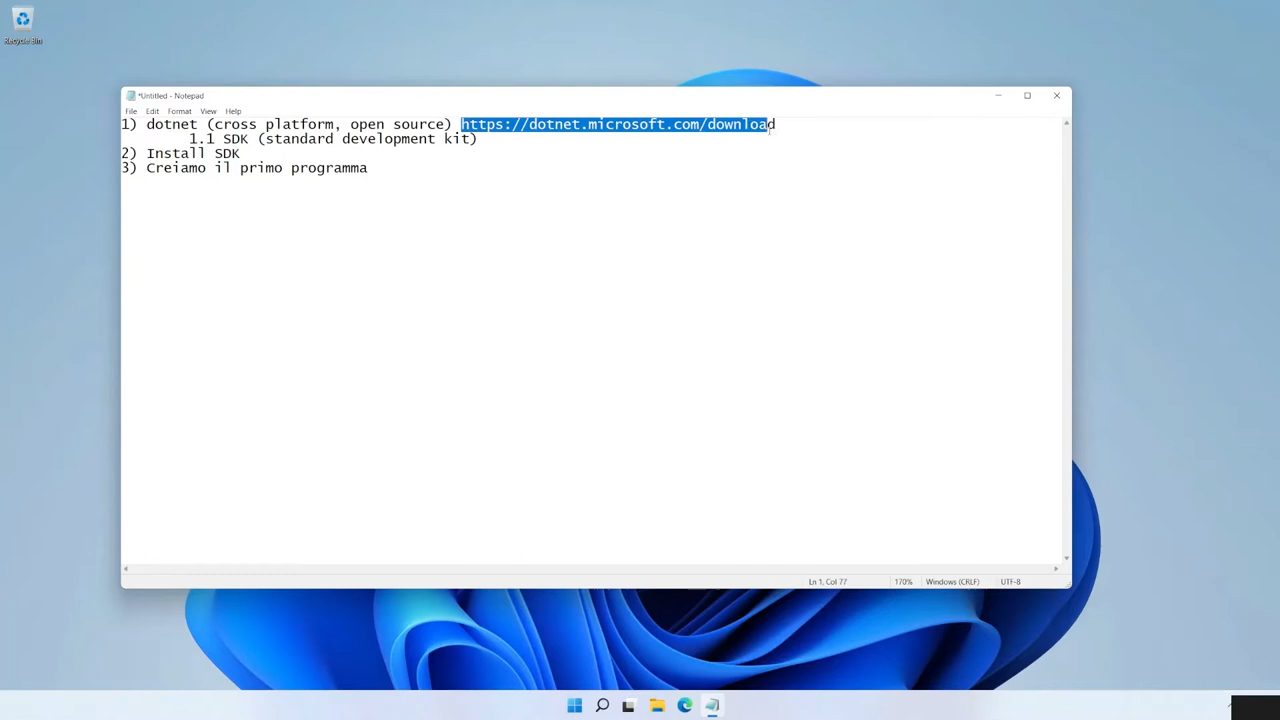 Recycle Bin
*Untitled - Notepad
File Edit Format View Help
1) dotnet (cross platform, open source) https://dotnet.microsoft.com/download
1.1 SDK (standard development kit)
2) Install SDK
3) Creiamo il primo programma
Ln 1, Col 77 170% Windows (CRLF) UTF-8